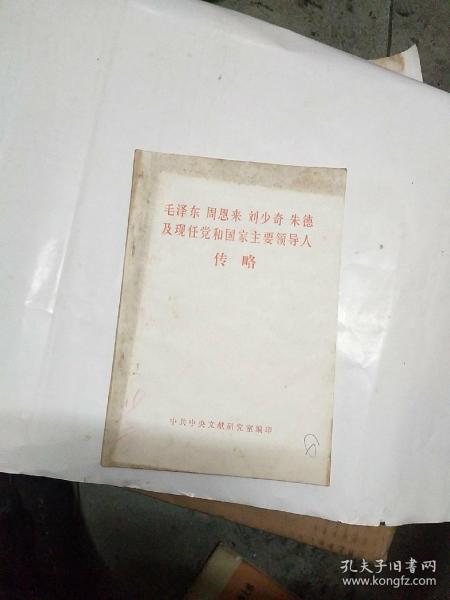 毛泽东 周恩来 刘少奇 朱德
及现任党和国家主要领导人
传略
中共中央文献研究室编印
孔夫子旧书网
www.kongfz.com